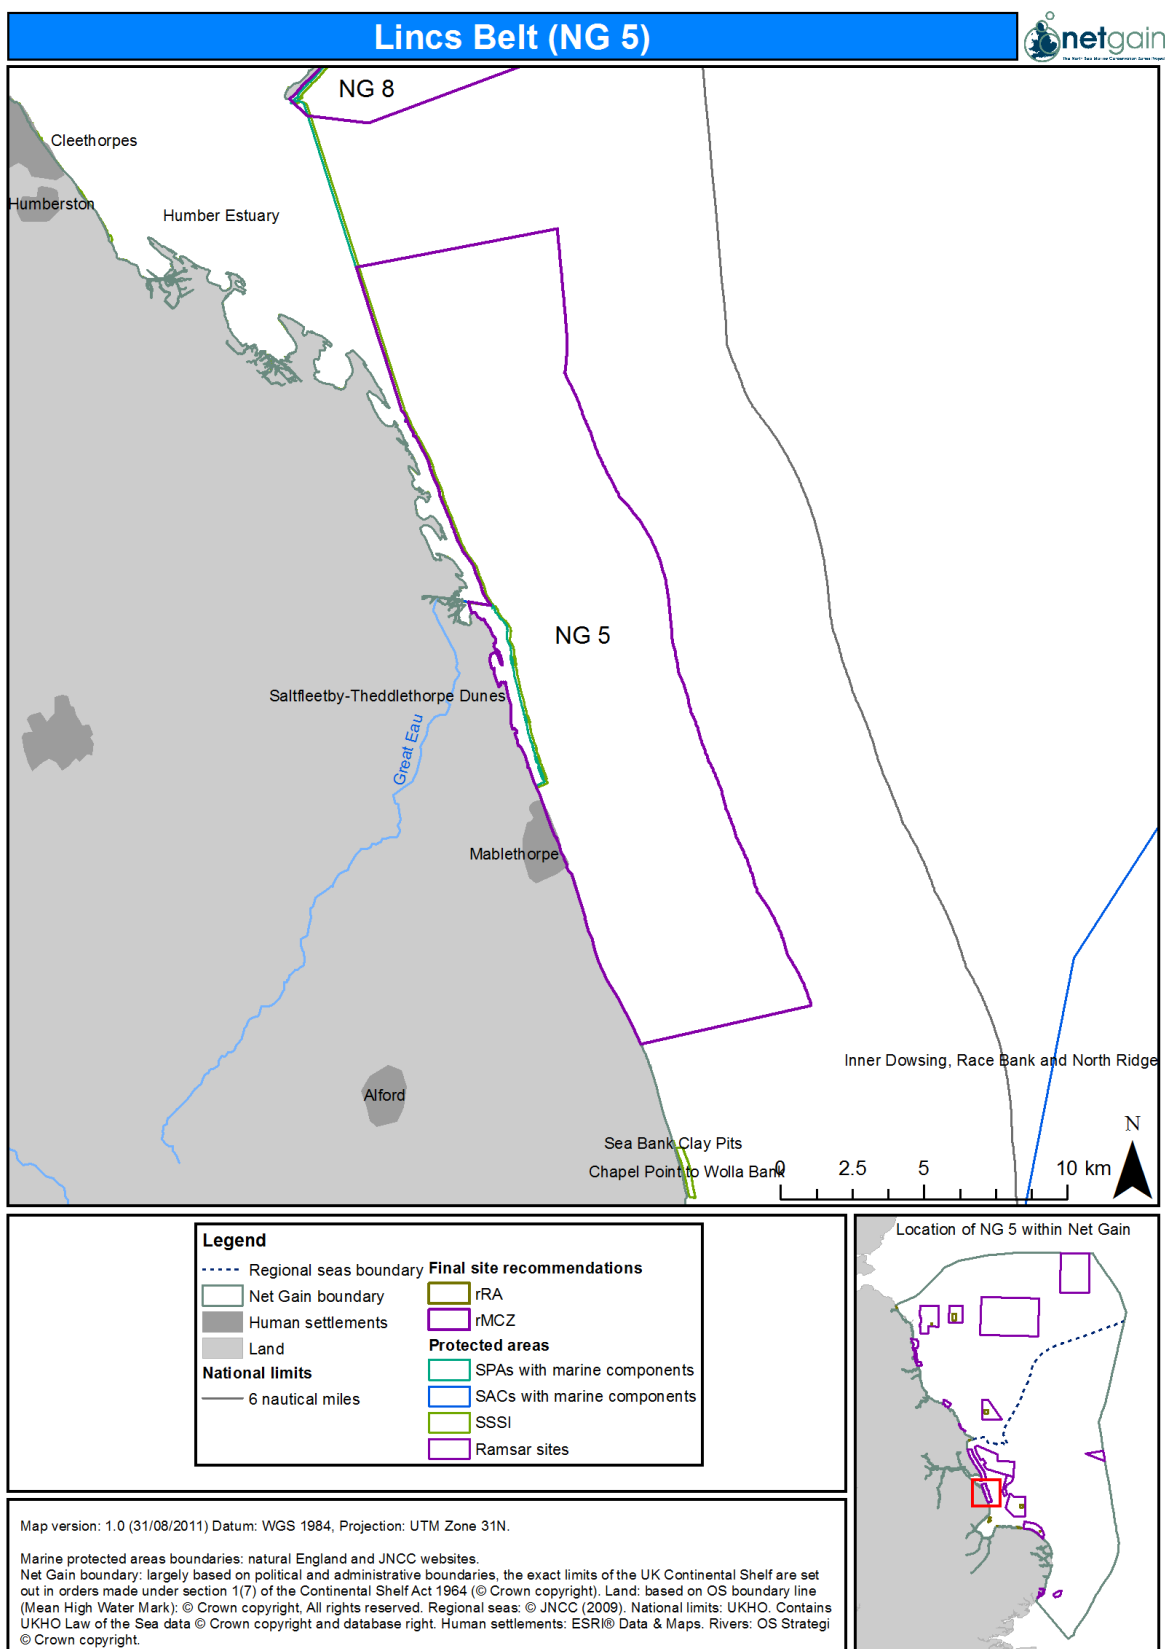 Lincs Belt (NG 5)
netgain
The North Sea Marine Conservation Zones Project
NG 8
Cleethorpes
Humberston
Humber Estuary
NG 5
Saltfleetby-Theddlethorpe Dunes
Great Eau
Mablethorpe
Inner Dowsing, Race Bank and North Ridge
Alford
N
Sea Bank Clay Pits
Chapel Point to Wolla Bank
0 2.5 5 10 km
Legend
Regional seas boundary
Net Gain boundary
Human settlements
Land
National limits
6 nautical miles
Final site recommendations
rRA
rMCZ
Protected areas
SPAs with marine components
SACs with marine components
SSSI
Ramsar sites
Location of NG 5 within Net Gain
Map version: 1.0 (31/08/2011) Datum: WGS 1984, Projection: UTM Zone 31N.
Marine protected areas boundaries: natural England and JNCC websites.
Net Gain boundary: largely based on political and administrative boundaries, the exact limits of the UK Continental Shelf are set
out in orders made under section 1(7) of the Continental Shelf Act 1964 (© Crown copyright). Land: based on OS boundary line
(Mean High Water Mark): © Crown copyright, All rights reserved. Regional seas: © JNCC (2009). National limits: UKHO. Contains
UKHO Law of the Sea data © Crown copyright and database right. Human settlements: ESRI® Data & Maps. Rivers: OS Strategi
© Crown copyright.